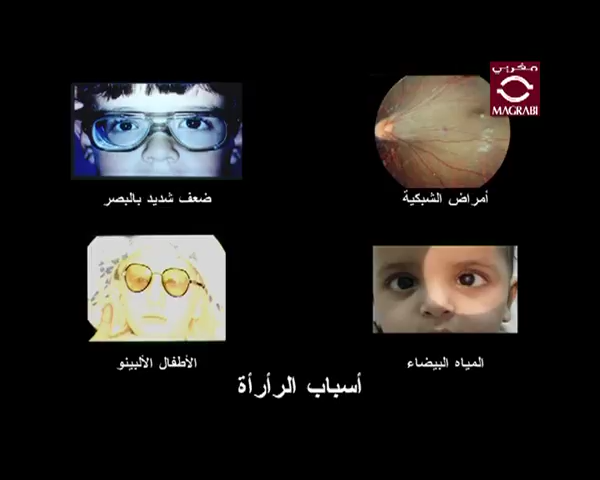 مغربي
MAGRABI
أمراض الشبكية
ضعف شديد بالبصر
المياه البيضاء
الأطفال الألبينو
أسباب الرأرأة